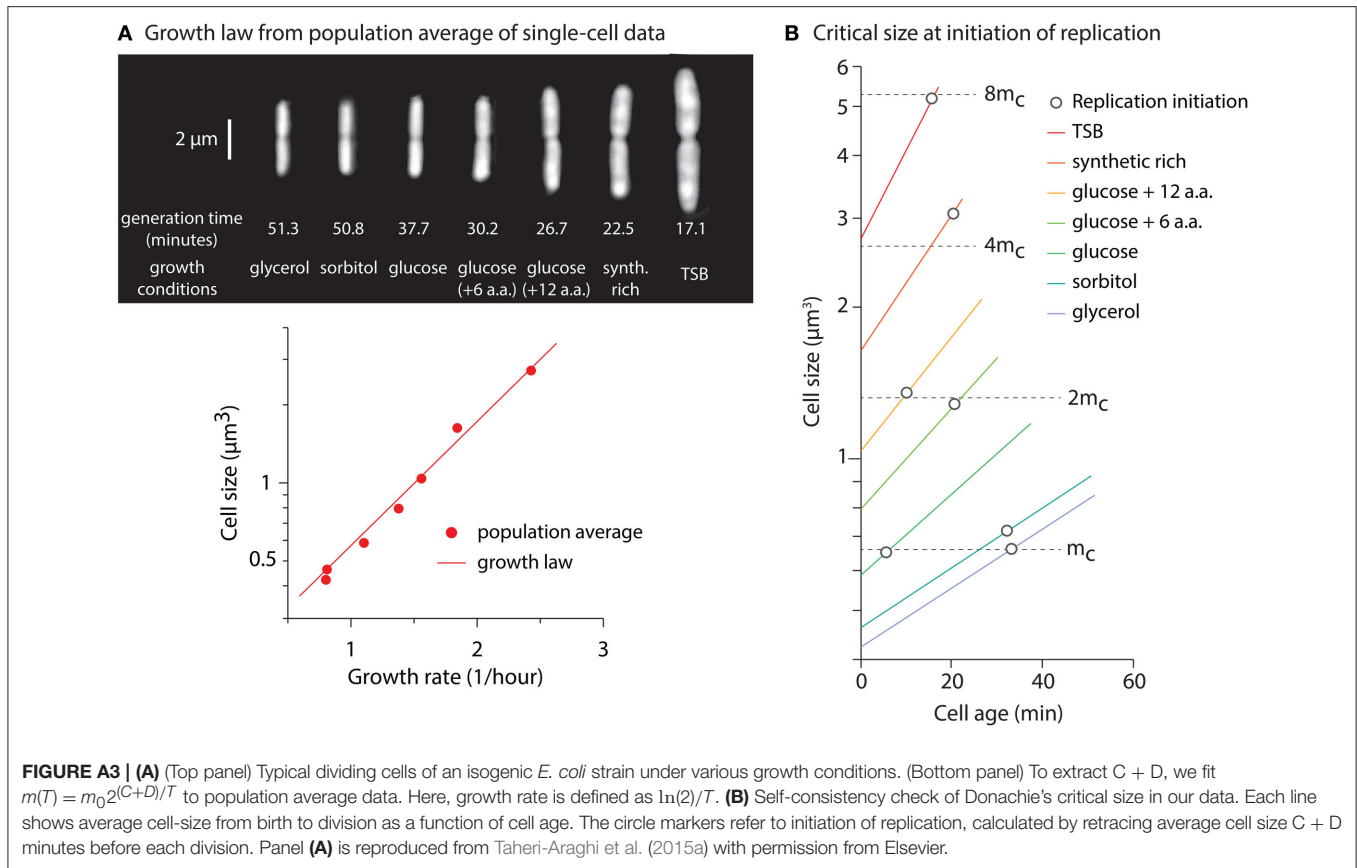 A Growth law from population average of single-cell data
2 μm
generation time
(minutes)
51.3 50.8 37.7 30.2 26.7 22.5 17.1
growth
conditions
glycerol sorbitol glucose glucose (+6 a.a.) glucose (+12 a.a.) synth. rich TSB
Cell size (μm³)
1
0.5
population average
growth law
1 2 3
Growth rate (1/hour)
B Critical size at initiation of replication
6
5
4
3
2
1
Cell size (μm³)
8mC
4mC
2mC
mC
Replication initiation
TSB
synthetic rich
glucose + 12 a.a.
glucose + 6 a.a.
glucose
sorbitol
glycerol
0 20 40 60
Cell age (min)
FIGURE A3 | (A) (Top panel) Typical dividing cells of an isogenic E. coli strain under various growth conditions. (Bottom panel) To extract C + D, we fit
m(T) = m₀2^(C+D)/T to population average data. Here, growth rate is defined as ln(2)/T. (B) Self-consistency check of Donachie's critical size in our data. Each line
shows average cell-size from birth to division as a function of cell age. The circle markers refer to initiation of replication, calculated by retracing average cell size C + D
minutes before each division. Panel (A) is reproduced from Taheri-Araghi et al. (2015a) with permission from Elsevier.